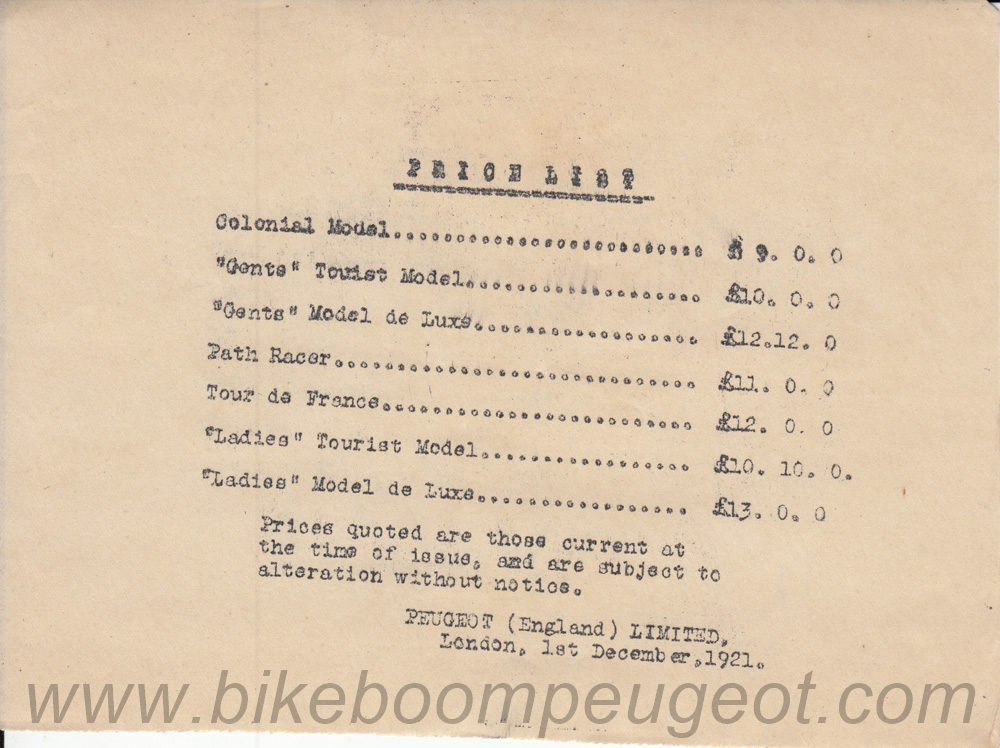 PRICE LIST
Colonial Model........................... £ 9. 0. 0
"Gents" Tourist Model................... £10. 0. 0
"Gents" Model de Luxe.................. £12.12. 0
Path Racer.............................. £11. 0. 0
Tour de France.......................... £12. 0. 0
"Ladies" Tourist Model................. £10. 10. 0.
"Ladies" Model de Luxe................. £13. 0. 0
Prices quoted are those current at
the time of issue, and are subject to
alteration without notice.
PEUGEOT (England) LIMITED,
London, 1st December,1921.
www.bikeboompeugeot.com